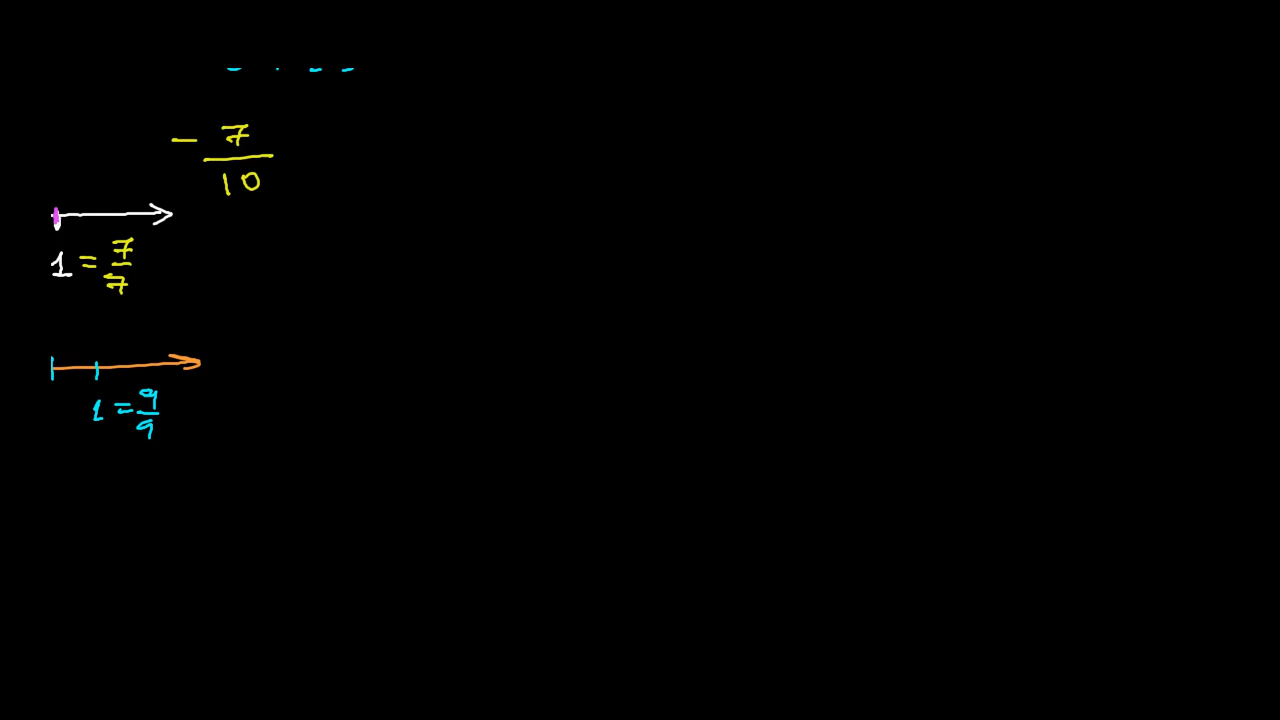 - 7/10
1 = 7/7
1 = 9/9